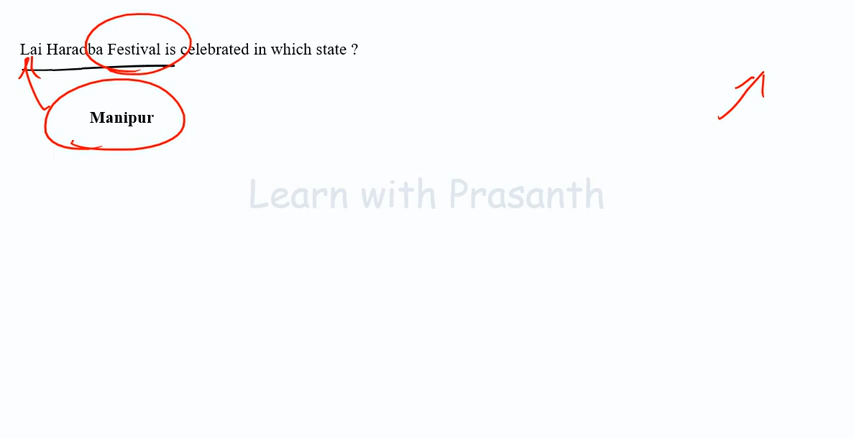 Lai Haraoba Festival is celebrated in which state ?
Manipur
Learn with Prasanth